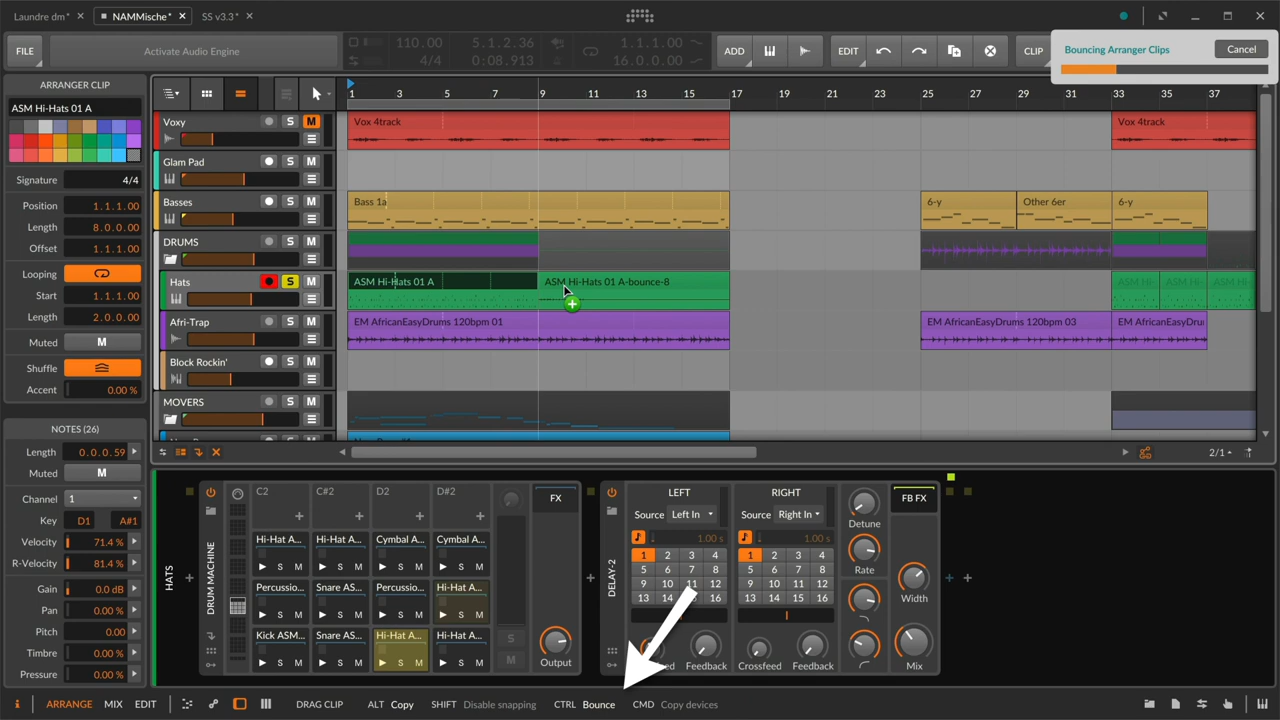 Laundre dm*
NAMMische*
SS v3.3*
FILE
Activate Audio Engine
110.00
4/4
5.1.2.36
0:08.913
1.1.1.00
16.0.0.00
ADD
EDIT
CLIP
Bouncing Arranger Clips
Cancel
ARRANGER CLIP
ASM Hi-Hats 01 A
Signature 4/4
Position 1.1.1.00
Length 8.0.0.00
Offset 1.1.1.00
Looping
Start 1.1.1.00
Length 2.0.0.00
Muted M
Shuffle
Accent 0.00 %
NOTES (26)
Length 0.0.0.59
Muted M
Channel 1
Key D1 A#1
Velocity 71.4 %
R-Velocity 81.4 %
Gain 0.0 dB
Pan 0.00 %
Pitch 0.00
Timbre 0.00 %
Pressure 0.00 %
1 3 5 7 9 11 13 15 17 19 21 23 25 27 29 31 33 35 37
Voxy S M
Vox 4track
Vox 4track
Glam Pad S M
Basses S M
Bass 1a
6-y
Other 6er
6-y
DRUMS S M
Hats S M
ASM Hi-Hats 01 A
ASM Hi-Hats 01 A-bounce-8
ASM Hi-
ASM Hi-
ASM Hi-H
Afri-Trap S M
EM AfricanEasyDrums 120bpm 01
EM AfricanEasyDrums 120bpm 03
EM AfricanEasyDru
Block Rockin' S M
MOVERS S M
2/1
HATS
DRUM MACHINE
C2 C#2 D2 D#2
Hi-Hat A... Hi-Hat A... Cymbal A... Cymbal A...
S M S M S M S M
Percusso... Snare AS... Percusso... Hi-Hat A...
S M S M S M S M
Kick ASM... Snare AS... Hi-Hat A... Hi-Hat A...
S M S M S M S M
S
M
FX
Output
DELAY-2
LEFT
Source Left In
1.00 s
1 2 3 4
5 6 7 8
9 10 11 12
13 14 15 16
Feedback
RIGHT
Source Right In
1.00 s
1 2 3 4
5 6 7 8
9 10 11 12
13 14 15 16
Crossfeed Feedback
Detune
Rate
FB FX
Width
Mix
ARRANGE MIX EDIT
DRAG CLIP ALT Copy SHIFT Disable snapping CTRL Bounce CMD Copy devices